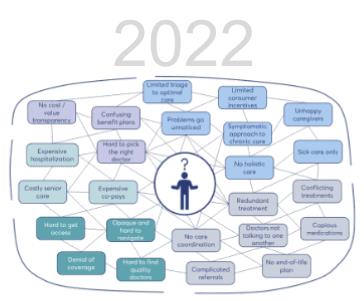 2022
Limited triage
to optimal
care
Limited
consumer
incentives
No cost /
value
transparency
Confusing
benefit plans
Problems go
unnoticed
Unhappy
caregivers
Symptomatic
approach to
chronic care
Expensive
hospitalization
Hard to pick
the right
doctor
Sick care only
?
No holistic
care
Costly senior
care
Expensive
co-pays
Conflicting
treatments
Redundant
treatment
Hard to get
access
Opaque and
hard to
navigate
No care
coordination
Doctors not
talking to one
another
Copious
medications
Denial of
coverage
Hard to find
quality
doctors
Complicated
referrals
No end-of-life
plan